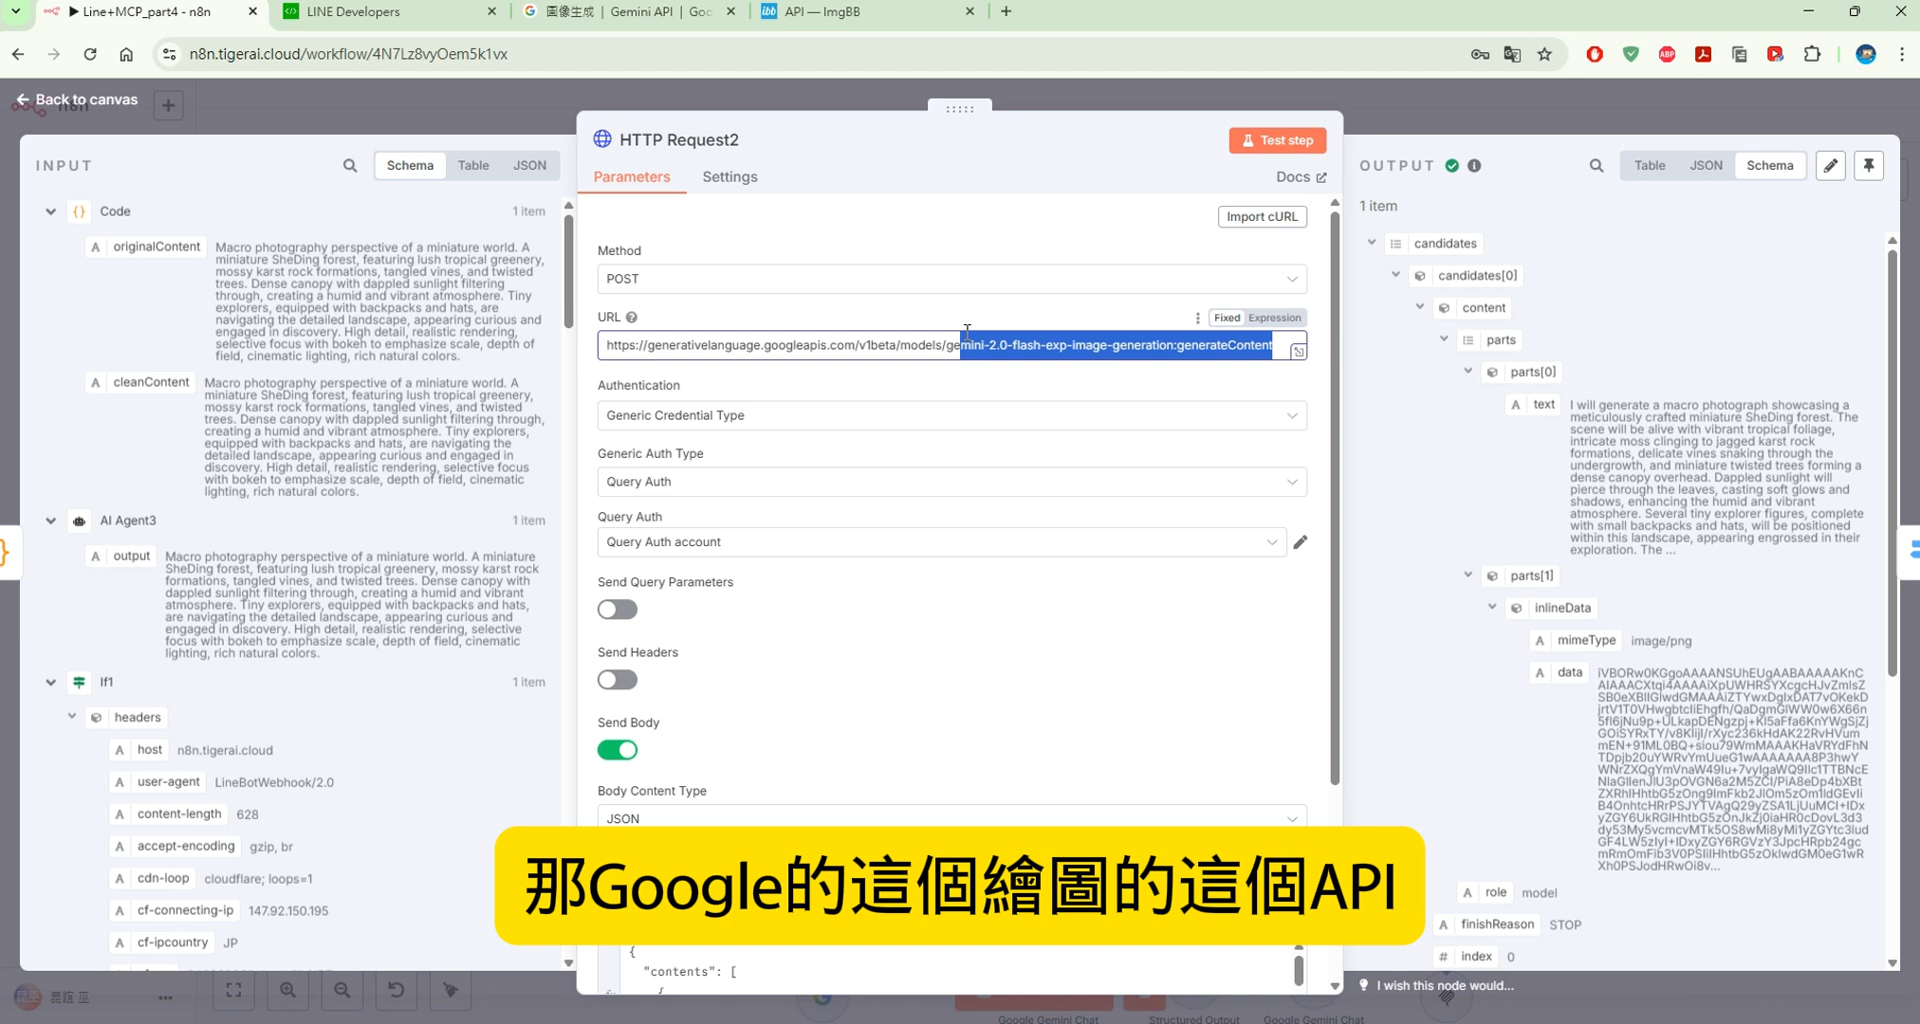 Line+MCP_part4 - n8n
LINE Developers
圖像生成 | Gemini API | Goo
API — ImgBB
n8n.tigerai.cloud/workflow/4N7Lz8vyOem5k1vx
Back to canvas
INPUT
Schema
Table
JSON
Code
1 item
originalContent
Macro photography perspective of a miniature world. A
miniature SheDing forest, featuring lush tropical greenery,
mossy karst rock formations, tangled vines, and twisted
trees. Dense canopy with dappled sunlight filtering
through, creating a humid and vibrant atmosphere. Tiny
explorers, equipped with backpacks and hats, are
navigating the detailed landscape, appearing curious and
engaged in discovery. High detail, realistic rendering,
selective focus with bokeh to emphasize scale, depth of
field, cinematic lighting, rich natural colors.
cleanContent
Macro photography perspective of a miniature world. A
miniature SheDing forest, featuring lush tropical greenery,
mossy karst rock formations, tangled vines, and twisted
trees. Dense canopy with dappled sunlight filtering through,
creating a humid and vibrant atmosphere. Tiny explorers,
equipped with backpacks and hats, are navigating the
detailed landscape, appearing curious and engaged in
discovery. High detail, realistic rendering, selective focus
with bokeh to emphasize scale, depth of field, cinematic
lighting, rich natural colors.
AI Agent3
1 item
output
Macro photography perspective of a miniature world. A miniature
SheDing forest, featuring lush tropical greenery, mossy karst rock
formations, tangled vines, and twisted trees. Dense canopy with
dappled sunlight filtering through, creating a humid and vibrant
atmosphere. Tiny explorers, equipped with backpacks and hats,
are navigating the detailed landscape, appearing curious and
engaged in discovery. High detail, realistic rendering, selective
focus with bokeh to emphasize scale, depth of field, cinematic
lighting, rich natural colors.
If1
1 item
headers
host n8n.tigerai.cloud
user-agent LineBotWebhook/2.0
content-length 628
accept-encoding gzip, br
cdn-loop cloudflare; loops=1
cf-connecting-ip 147.92.150.195
cf-ipcountry JP
HTTP Request2
Test step
Parameters
Settings
Docs
Import cURL
Method
POST
URL
Fixed
Expression
https://generativelanguage.googleapis.com/v1beta/models/gemini-2.0-flash-exp-image-generation:generateContent
Authentication
Generic Credential Type
Generic Auth Type
Query Auth
Query Auth
Query Auth account
Send Query Parameters
Send Headers
Send Body
Body Content Type
JSON
{
"contents": [
{
那Google的這個繪圖的這個API
OUTPUT
Table
JSON
Schema
1 item
candidates
candidates[0]
content
parts
parts[0]
text
I will generate a macro photograph showcasing a
meticulously crafted miniature SheDing forest. The
scene will be alive with vibrant tropical foliage,
intricate moss clinging to jagged karst rock
formations, delicate vines snaking through the
undergrowth, and miniature twisted trees forming a
dense canopy overhead. Dappled sunlight will
pierce through the leaves, casting soft glows and
shadows, enhancing the humid and vibrant
atmosphere. Several tiny explorer figures, complete
with small backpacks and hats, will be positioned
within this landscape, appearing engrossed in their
exploration. The ...
parts[1]
inlineData
mimeType image/png
data
role model
finishReason STOP
index 0
I wish this node would...
Google Gemini Chat
Structured Output
Google Gemini Chat